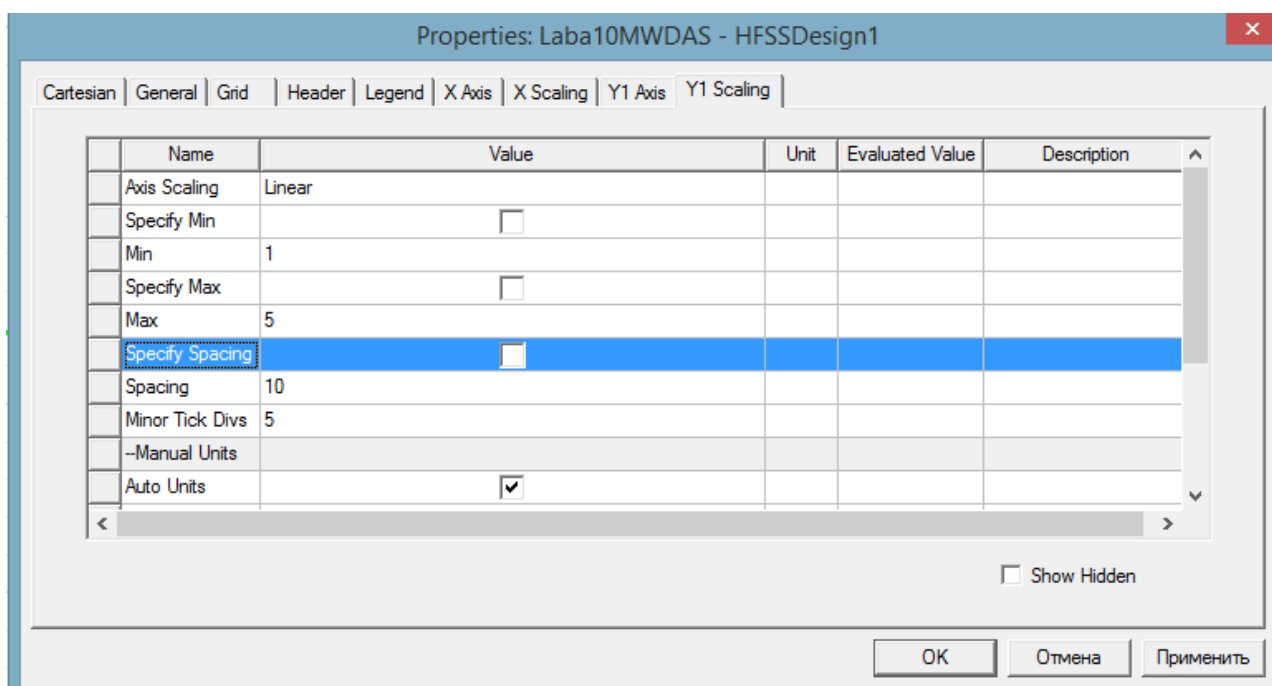 Properties: Laba10MWDAS - HFSSDesign1
Cartesian General Grid Header Legend X Axis X Scaling Y1 Axis Y1 Scaling
Name Value Unit Evaluated Value Description
Axis Scaling Linear
Specify Min
Min 1
Specify Max
Max 5
Specify Spacing
Spacing 10
Minor Tick Divs 5
--Manual Units
Auto Units
Show Hidden
OK Отмена Применить